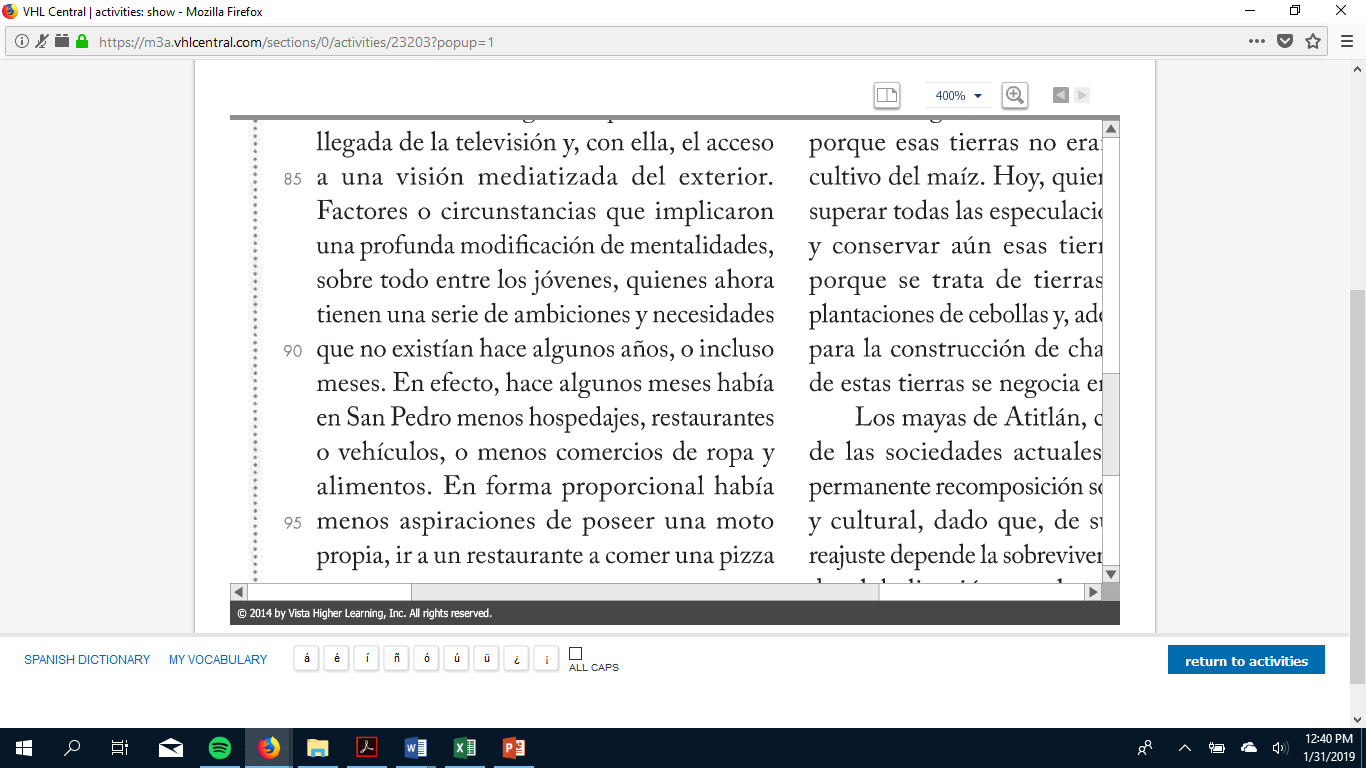 VHL Central | activities: show - Mozilla Firefox
https://m3a.vhlcentral.com/sections/0/activities/23203?popup=1
400%
llegada de la televisión y, con ella, el acceso
85 a una visión mediatizada del exterior.
Factores o circunstancias que implicaron
una profunda modificación de mentalidades,
sobre todo entre los jóvenes, quienes ahora
tienen una serie de ambiciones y necesidades
90 que no existían hace algunos años, o incluso
meses. En efecto, hace algunos meses había
en San Pedro menos hospedajes, restaurantes
o vehículos, o menos comercios de ropa y
alimentos. En forma proporcional había
95 menos aspiraciones de poseer una moto
propia, ir a un restaurante a comer una pizza
porque esas tierras no
cultivo del maíz. Hoy,
superar todas las
y conservar aún esas
porque se trata de tierras
plantaciones de cebollas y,
para la construcción de
de estas tierras se negocia
Los mayas de Atitlán,
de las sociedades actuales
permanente recomposición
y cultural, dado que, de
reajuste depende la
© 2014 by Vista Higher Learning, Inc. All rights reserved.
SPANISH DICTIONARY MY VOCABULARY á é í ñ ó ú ü ¿ ¡ ALL CAPS return to activities
12:40 PM
1/31/2019